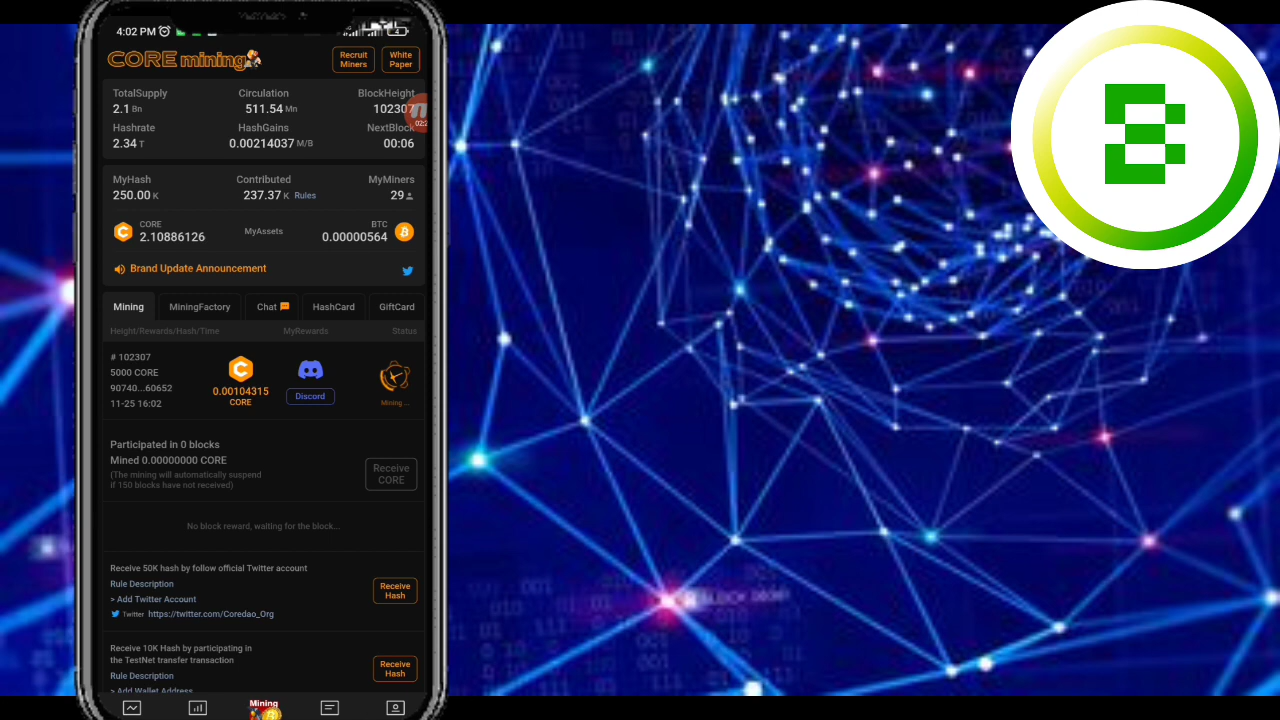 4:02 PM
4
CORE mining
Recruit Miners
White Paper
TotalSupply Circulation BlockHeight
2.1 Bn 511.54 Mn 102307
02:2
Hashrate HashGains NextBlock
2.34 T 0.00214037 M/B 00:06
MyHash Contributed MyMiners
250.00 K 237.37 K Rules 29
CORE BTC
2.10886126 MyAssets 0.00000564
Brand Update Announcement
Mining MiningFactory Chat HashCard GiftCard
Height/Rewards/Hash/Time MyRewards Status
# 102307
5000 CORE
90740...60652
11-25 16:02
0.00104315
CORE
Discord
Mining ...
Participated in 0 blocks
Mined 0.00000000 CORE
(The mining will automatically suspend
if 150 blocks have not received)
Receive
CORE
No block reward, waiting for the block...
Receive 50K hash by follow official Twitter account
Rule Description
> Add Twitter Account
Twitter https://twitter.com/Coredao_Org
Receive
Hash
Receive 10K Hash by participating in
the TestNet transfer transaction
Rule Description
> Add Wallet Address
Receive
Hash
Mining
B